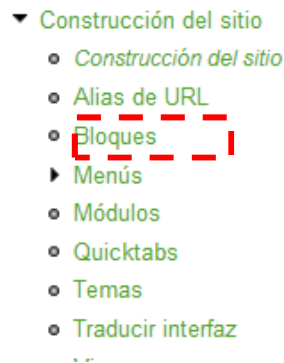 Construcción del sitio
Construcción del sitio
Alias de URL
Bloques
Menús
Módulos
Quicktabs
Temas
Traducir interfaz